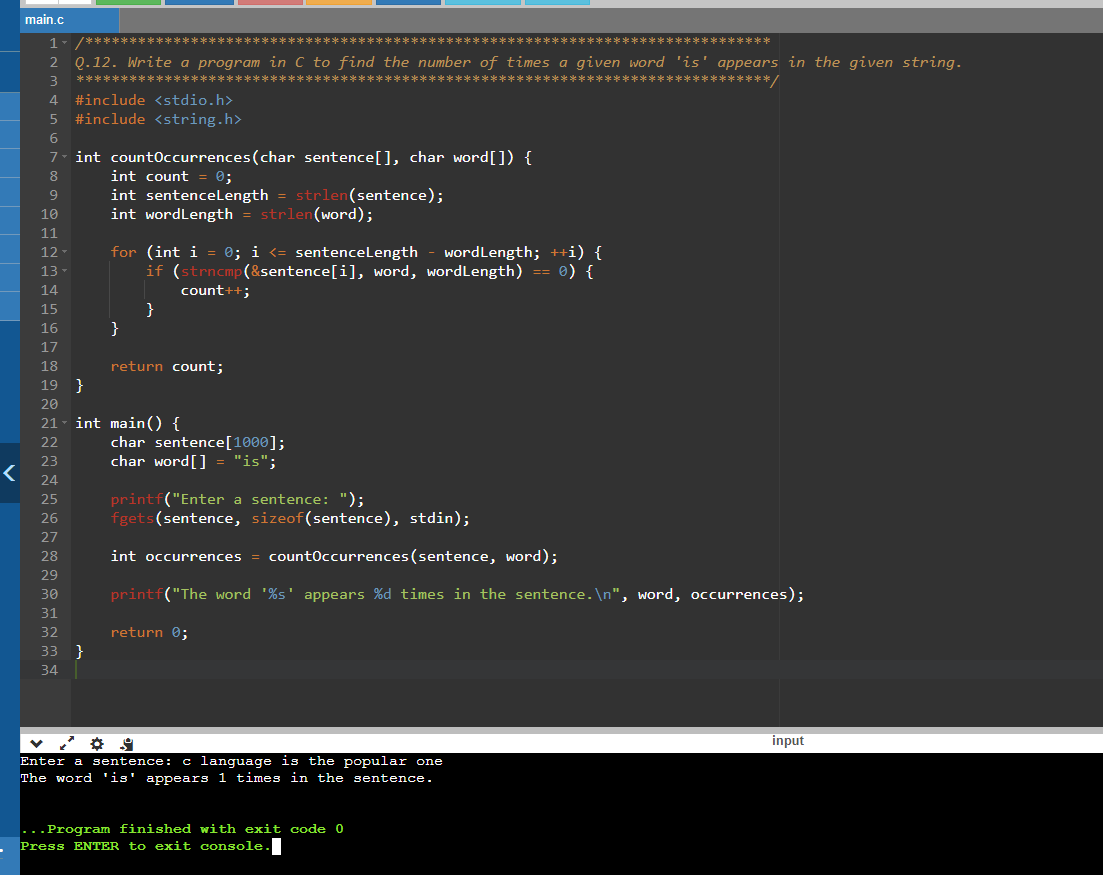 main.c
1 /******************************************************************************
2 Q.12. Write a program in C to find the number of times a given word 'is' appears in the given string.
3 *******************************************************************************/
4 #include <stdio.h>
5 #include <string.h>
6
7 int countOccurrences(char sentence[], char word[]) {
8     int count = 0;
9     int sentenceLength = strlen(sentence);
10     int wordLength = strlen(word);
11
12     for (int i = 0; i <= sentenceLength - wordLength; ++i) {
13         if (strncmp(&sentence[i], word, wordLength) == 0) {
14             count++;
15         }
16     }
17
18     return count;
19 }
20
21 int main() {
22     char sentence[1000];
23     char word[] = "is";
24
25     printf("Enter a sentence: ");
26     fgets(sentence, sizeof(sentence), stdin);
27
28     int occurrences = countOccurrences(sentence, word);
29
30     printf("The word '%s' appears %d times in the sentence.\n", word, occurrences);
31
32     return 0;
33 }
34
input
Enter a sentence: c language is the popular one
The word 'is' appears 1 times in the sentence.
...Program finished with exit code 0
Press ENTER to exit console.